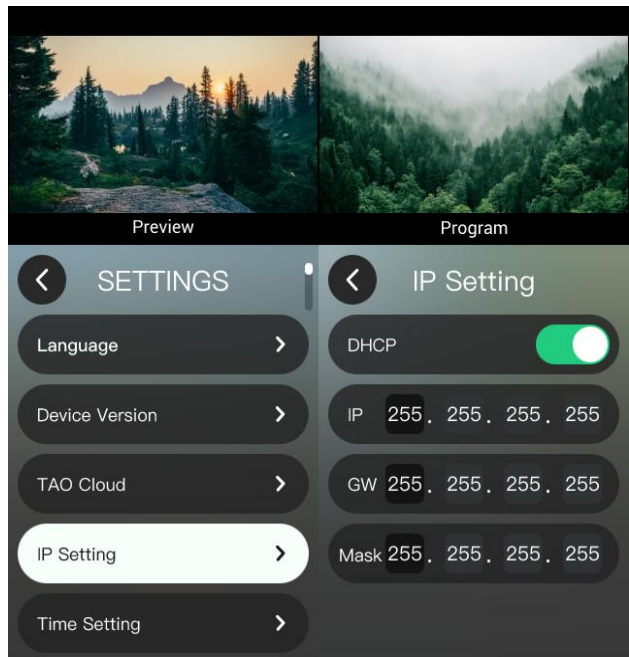 Preview
Program
SETTINGS
Language
Device Version
TAO Cloud
IP Setting
Time Setting
IP Setting
DHCP
IP 255. 255. 255. 255
GW 255. 255. 255. 255
Mask 255. 255. 255. 255